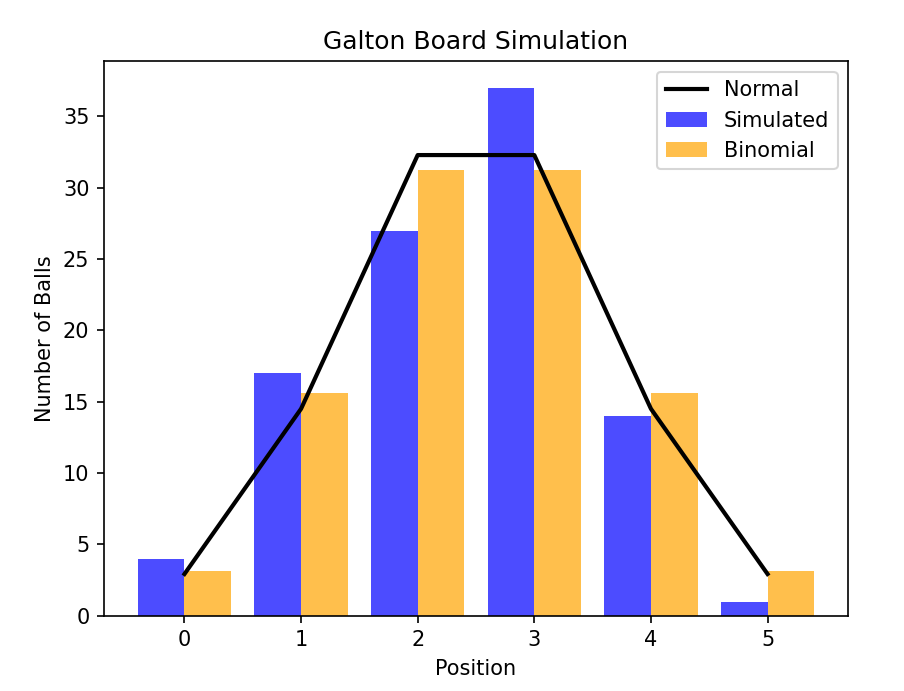 Galton Board Simulation
Normal
Simulated
Binomial
35
30
25
20
15
10
5
0
Number of Balls
0 1 2 3 4 5
Position